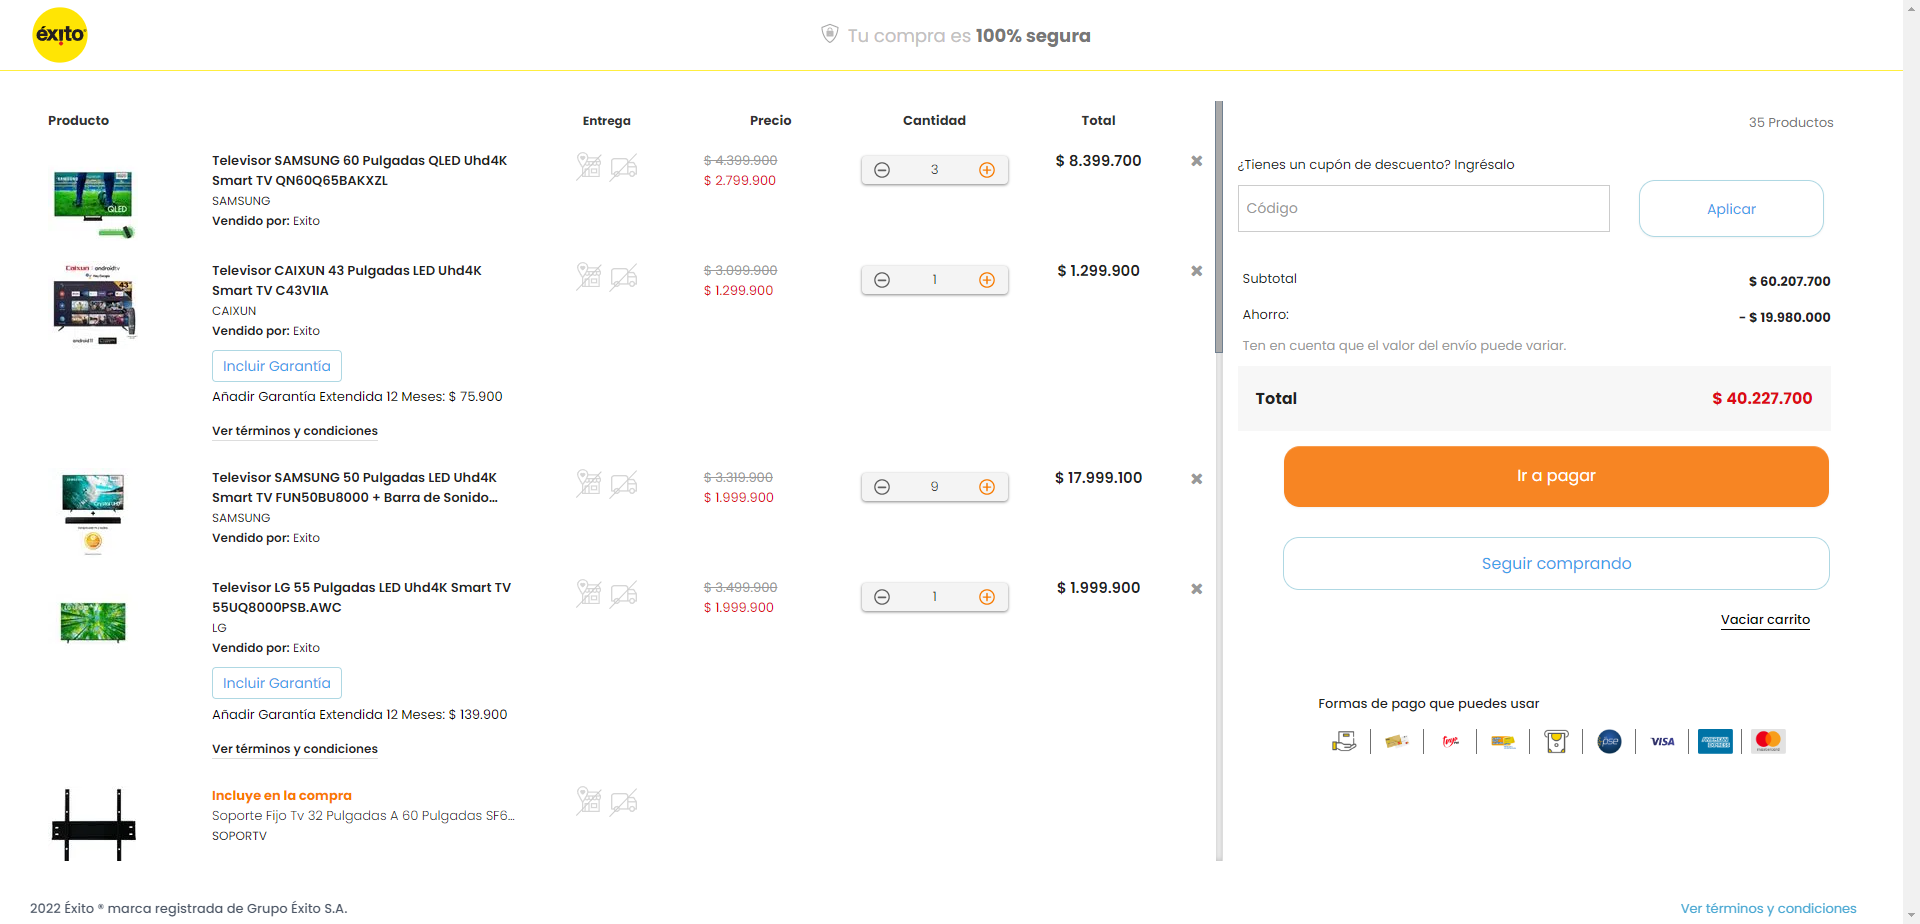 éxito
Tu compra es 100% segura
Producto
Entrega
Precio
Cantidad
Total
Televisor SAMSUNG 60 Pulgadas QLED Uhd4K
Smart TV QN60Q65BAKXZL
SAMSUNG
Vendido por: Exito
$ 4.399.900
$ 2.799.900
3
$ 8.399.700
SAMSUNG
QLED
Televisor CAIXUN 43 Pulgadas LED Uhd4K
Smart TV C43V1IA
CAIXUN
Vendido por: Exito
$ 3.099.900
$ 1.299.900
1
$ 1.299.900
Caixun androidtv
android11
Incluir Garantía
Añadir Garantía Extendida 12 Meses: $ 75.900
Ver términos y condiciones
Televisor SAMSUNG 50 Pulgadas LED Uhd4K
Smart TV FUN50BU8000 + Barra de Sonido...
SAMSUNG
Vendido por: Exito
$ 3.319.900
$ 1.999.900
9
$ 17.999.100
Televisor LG 55 Pulgadas LED Uhd4K Smart TV
55UQ8000PSB.AWC
LG
Vendido por: Exito
$ 3.499.900
$ 1.999.900
1
$ 1.999.900
Incluir Garantía
Añadir Garantía Extendida 12 Meses: $ 139.900
Ver términos y condiciones
Incluye en la compra
Soporte Fijo Tv 32 Pulgadas A 60 Pulgadas SF6...
SOPORTV
35 Productos
¿Tienes un cupón de descuento? Ingrésalo
Código
Aplicar
Subtotal
$ 60.207.700
Ahorro:
- $ 19.980.000
Ten en cuenta que el valor del envío puede variar.
Total
$ 40.227.700
Ir a pagar
Seguir comprando
Vaciar carrito
Formas de pago que puedes usar
pse
VISA
AMERICAN EXPRESS
2022 Éxito ® marca registrada de Grupo Éxito S.A.
Ver términos y condiciones